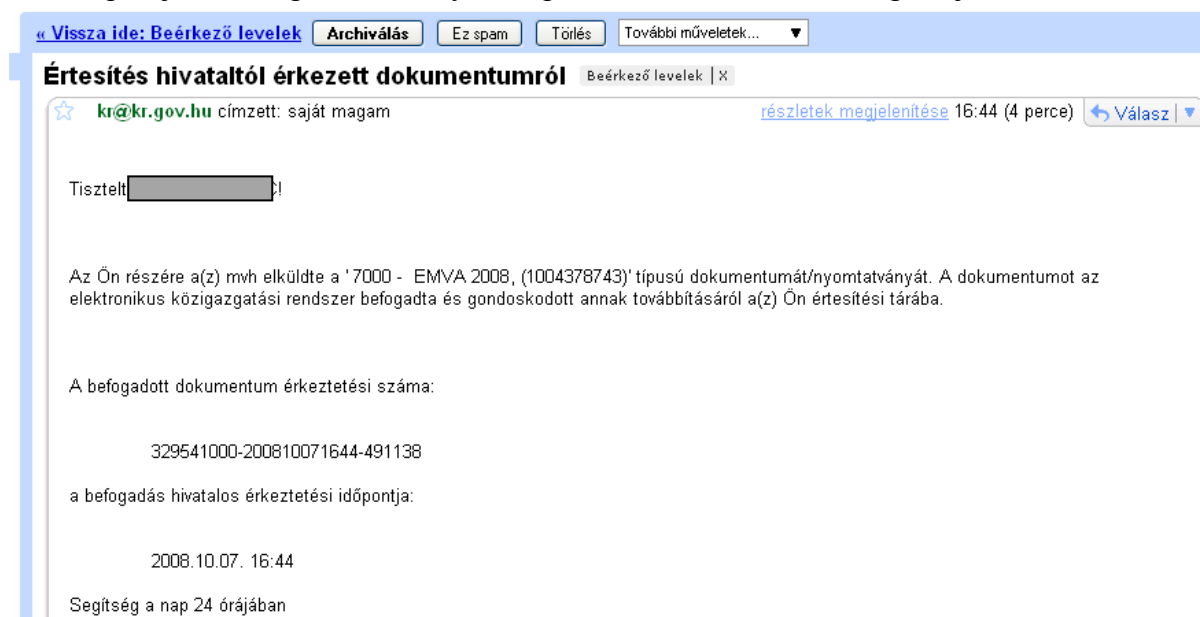 « Vissza ide: Beérkező levelek Archiválás Ez spam Törlés További műveletek...
Értesítés hivataltól érkezett dokumentumról Beérkező levelek | X
kr@kr.gov.hu címzett: saját magam részletek megjelenítése 16:44 (4 perce) Válasz
Tisztelt !
Az Ön részére a(z) mvh elküldte a '7000 - EMVA 2008, (1004378743)' típusú dokumentumát/nyomtatványát. A dokumentumot az
elektronikus közigazgatási rendszer befogadta és gondoskodott annak továbbításáról a(z) Ön értesítési tárába.
A befogadott dokumentum érkeztetési száma:
329541000-200810071644-491138
a befogadás hivatalos érkeztetési időpontja:
2008.10.07. 16:44
Segítség a nap 24 órájában